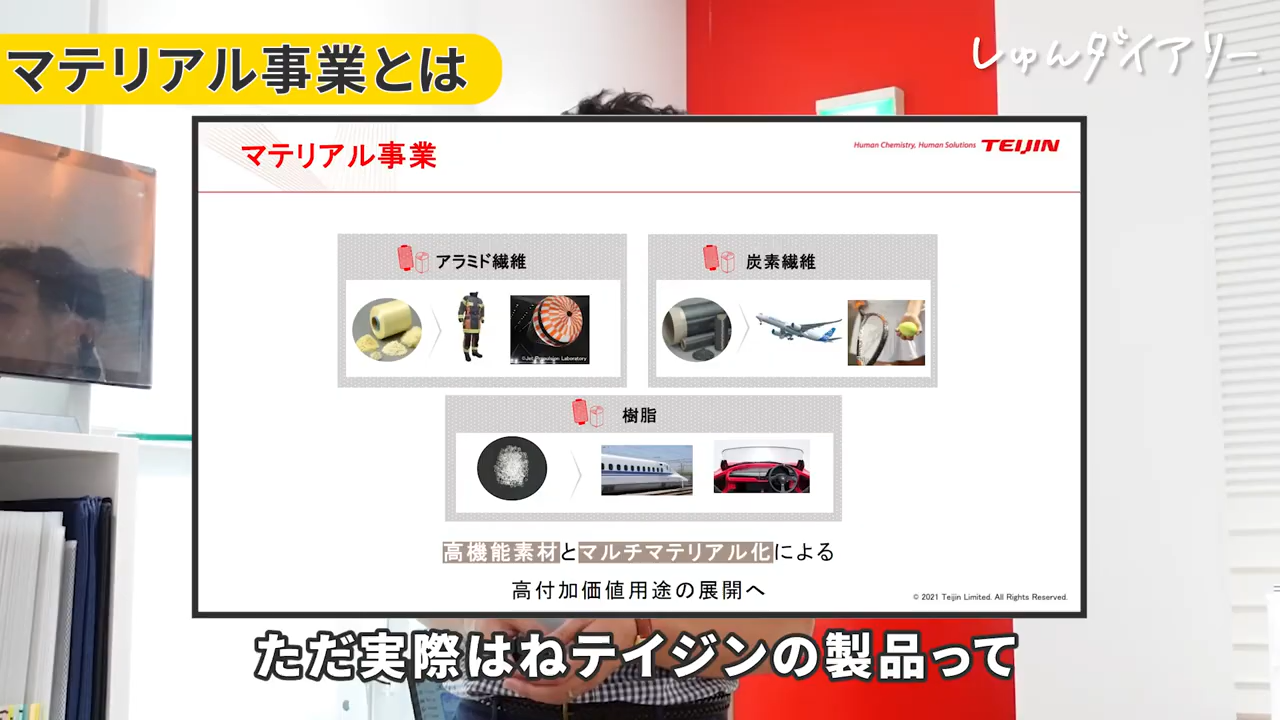 マテリアル事業とは
しゅんダイアリー.
マテリアル事業
Human Chemistry, Human Solutions TEIJIN
アラミド繊維
炭素繊維
©Jet Propulsion Laboratory
樹脂
高機能素材とマルチマテリアル化による
高付加価値用途の展開へ
© 2021 Teijin Limited. All Rights Reserved.
ただ実際はねテイジンの製品って